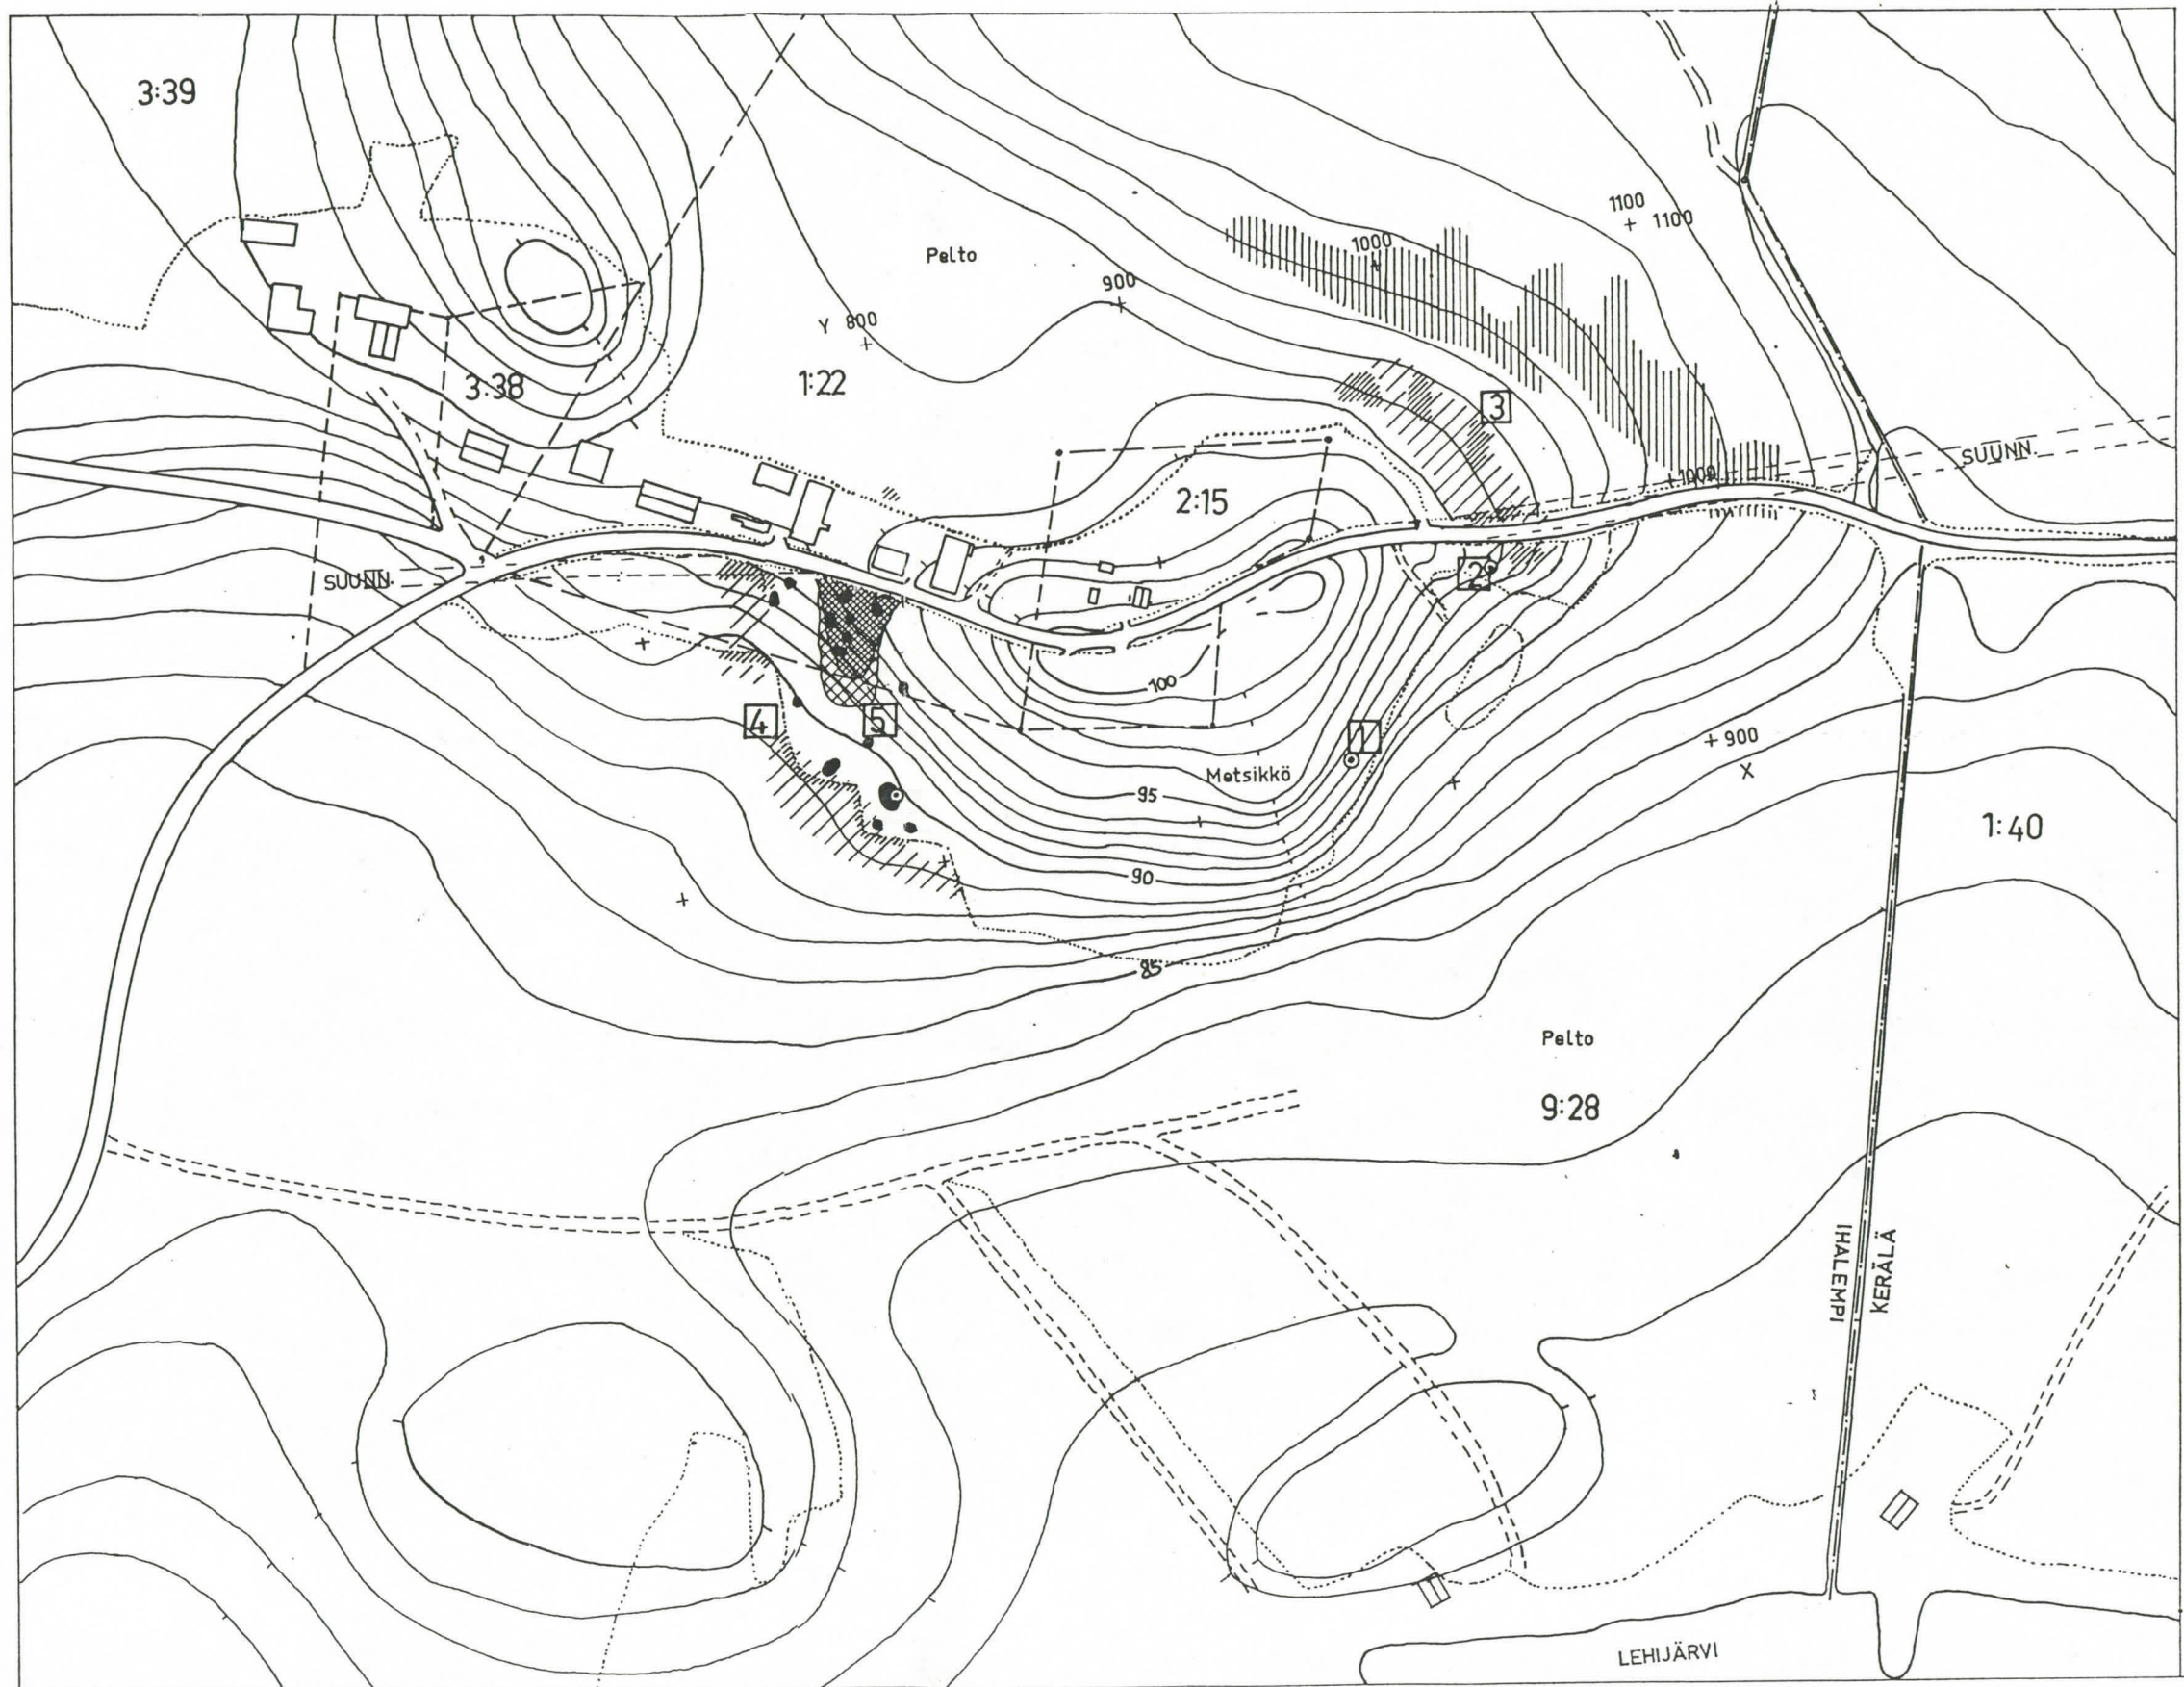 3:39
1100
+ 1100
1000
Pelto
900
Y 800
1:22
3:38
3
SUUNN.
1000
2:15
SUUNN.
2
100
4
5
1
+ 900
X
Metsikkö
95
1:40
90
85
Pelto
9:28
IHALEMPI
KERÄLÄ
LEHIJÄRVI